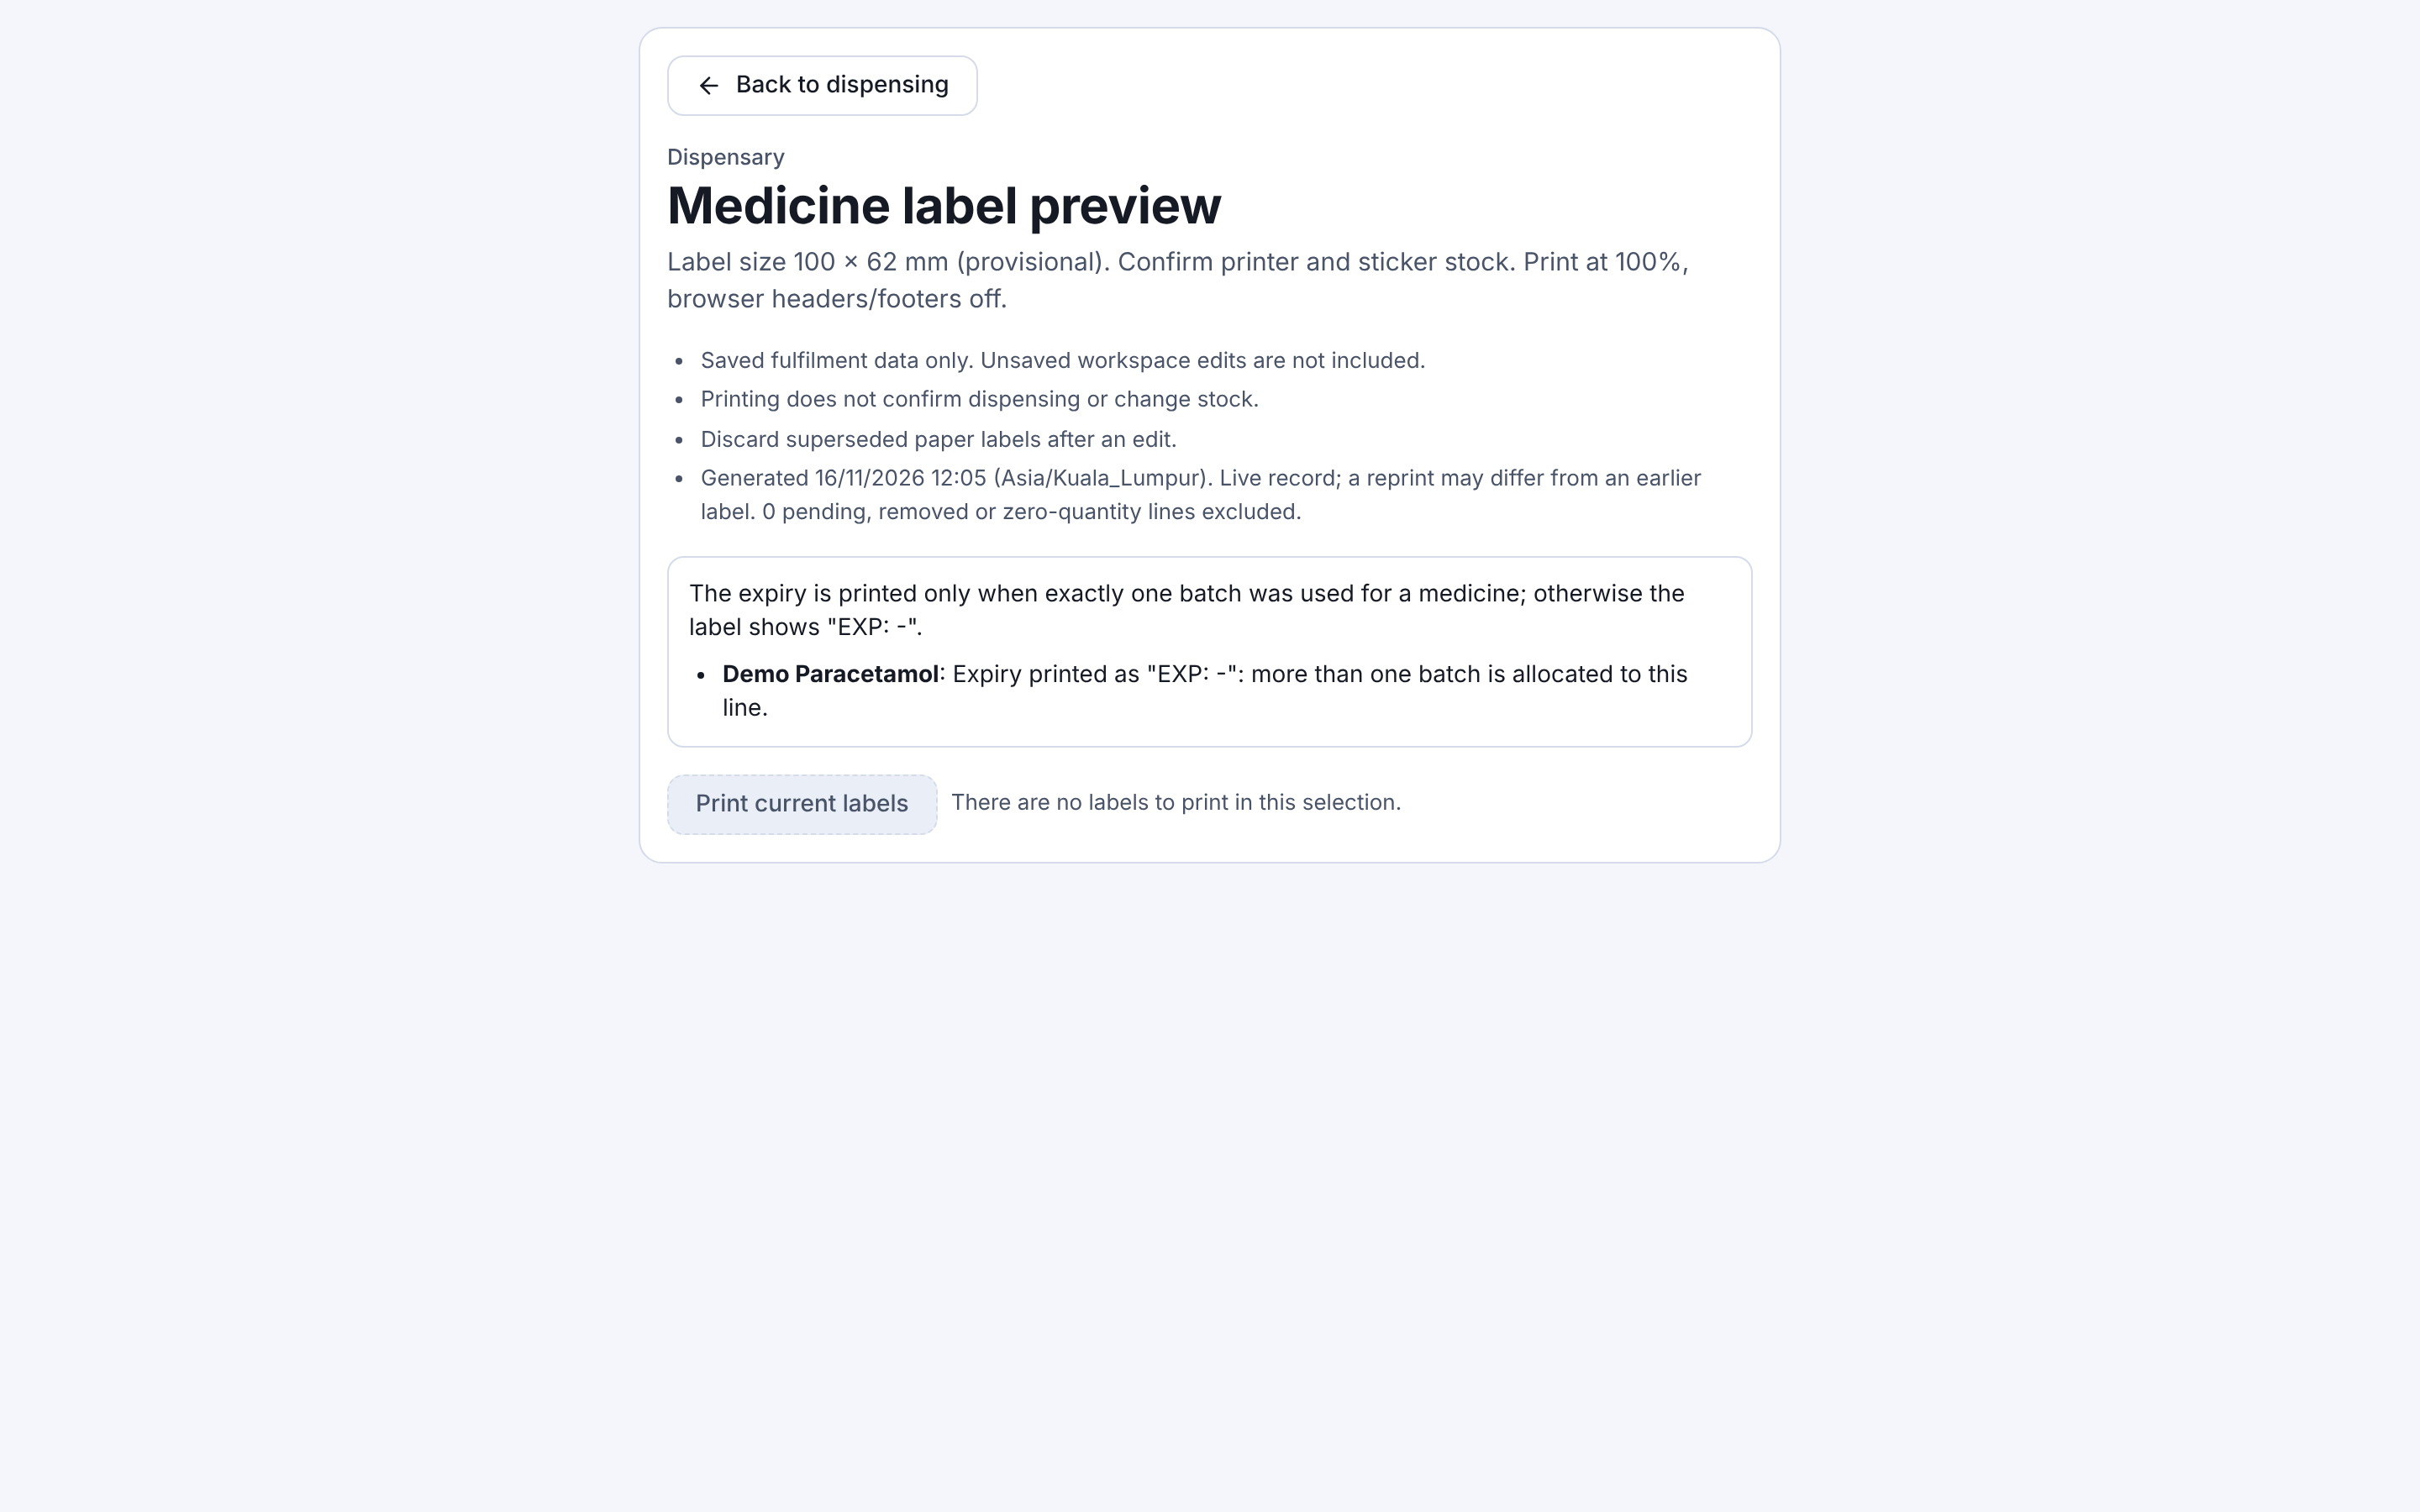 Back to dispensing
Dispensary
Medicine label preview
Label size 100 × 62 mm (provisional). Confirm printer and sticker stock. Print at 100%,
browser headers/footers off.
• Saved fulfilment data only. Unsaved workspace edits are not included.
• Printing does not confirm dispensing or change stock.
• Discard superseded paper labels after an edit.
• Generated 16/11/2026 12:05 (Asia/Kuala_Lumpur). Live record; a reprint may differ from an earlier
label. 0 pending, removed or zero-quantity lines excluded.
The expiry is printed only when exactly one batch was used for a medicine; otherwise the
label shows "EXP: -".
• Demo Paracetamol: Expiry printed as "EXP: -": more than one batch is allocated to this
line.
Print current labels There are no labels to print in this selection.